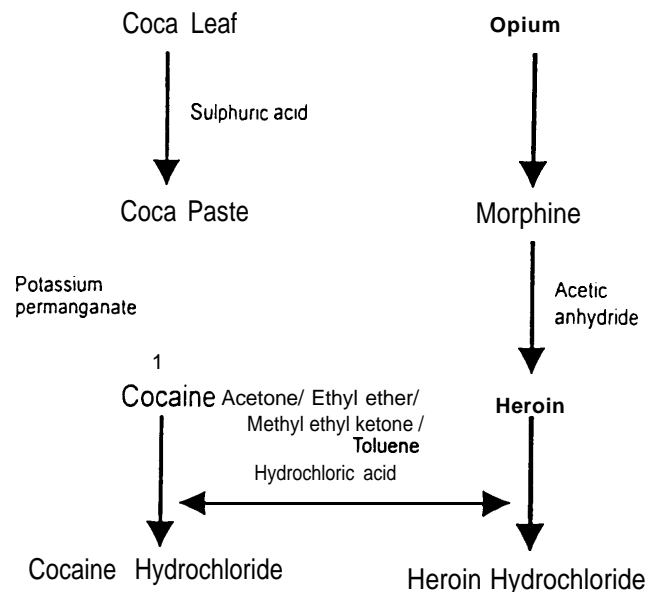 Coca Leaf
Opium
Sulphuric acid
Coca Paste
Morphine
Potassium
permanganate
Acetic
anhydride
1
Cocaine Acetone/ Ethyl ether/
Methyl ethyl ketone /
Toluene
Heroin
Hydrochloric acid
Cocaine Hydrochloride
Heroin Hydrochloride